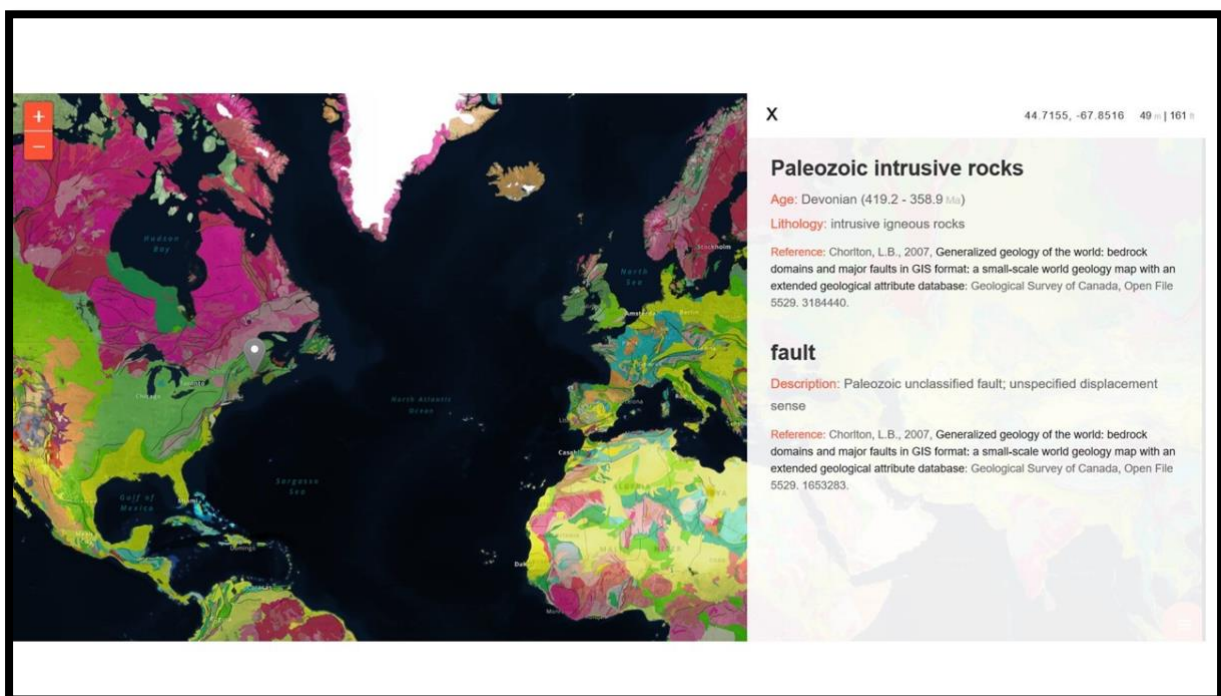 +
−
Hudson
Bay
Stockholm
North
Sea
Amsterda
Berlin
Chicago
North Atlantic
Ocean
Casabl
Sargasso
Sea
Gulf of
Mexico
Dak
X
44.7155, -67.8516 49 m | 161 ft
Paleozoic intrusive rocks
Age: Devonian (419.2 - 358.9 Ma)
Lithology: intrusive igneous rocks
Reference: Chorlton, L.B., 2007, Generalized geology of the world: bedrock
domains and major faults in GIS format: a small-scale world geology map with an
extended geological attribute database: Geological Survey of Canada, Open File
5529. 3184440.
fault
Description: Paleozoic unclassified fault; unspecified displacement
sense
Reference: Chorlton, L.B., 2007, Generalized geology of the world: bedrock
domains and major faults in GIS format: a small-scale world geology map with an
extended geological attribute database: Geological Survey of Canada, Open File
5529. 1653283.